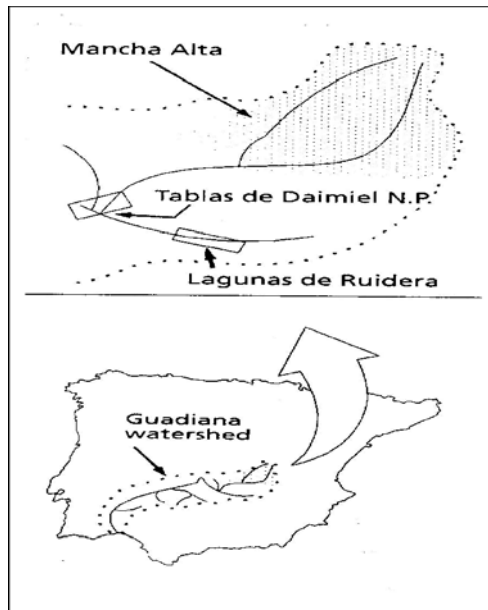 Mancha Alta
Tablas de Daimiel N.P.
Lagunas de Ruidera
Guadiana
watershed